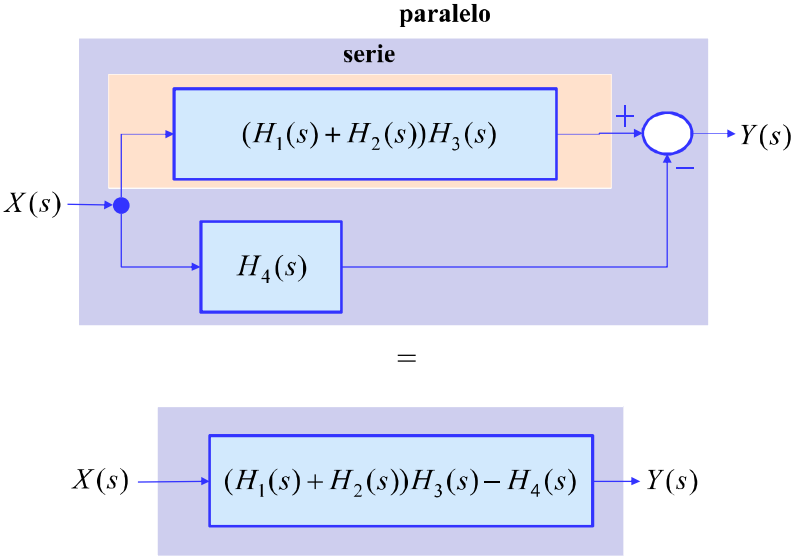 paralelo
serie
(H₁(s) + H₂(s))H₃(s)
+
Y(s)
−
X(s)
H₄(s)
=
X(s)
(H₁(s) + H₂(s))H₃(s) − H₄(s)
Y(s)